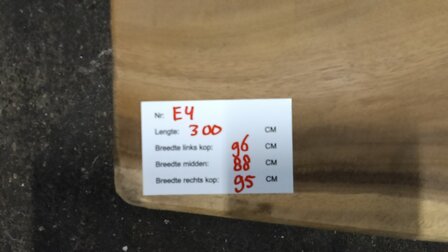 Nr: E4
Lengte: 300 CM
Breedte links kop: 96 CM
Breedte midden: 88 CM
Breedte rechts kop: 95 CM